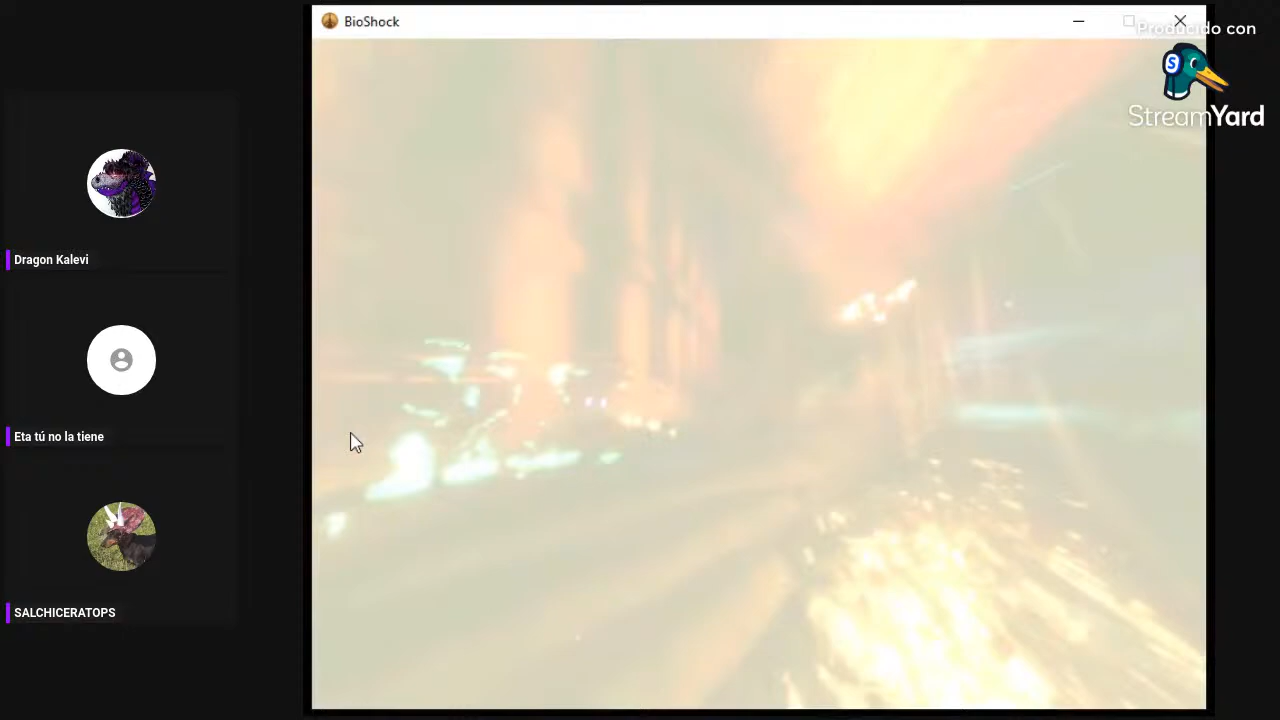 BioShock
Producido con
StreamYard
Dragon Kalevi
Eta tú no la tiene
SALCHICERATOPS